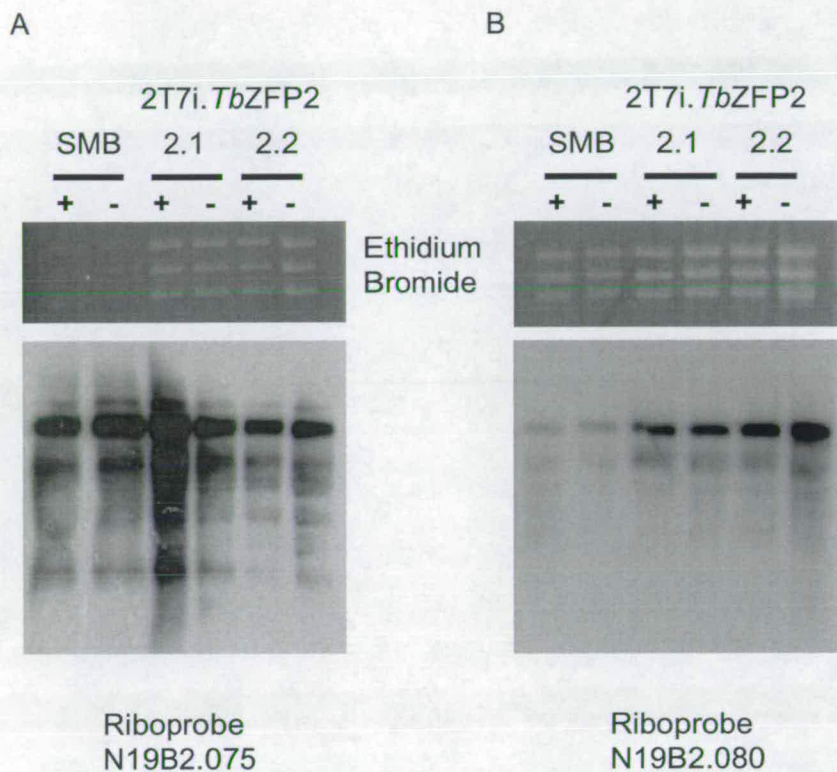 A
2T7i.TbZFP2
SMB 2.1 2.2
+ - + - + -
Ethidium
Bromide
Riboprobe
N19B2.075
B
2T7i.TbZFP2
SMB 2.1 2.2
+ - + - + -
Riboprobe
N19B2.080